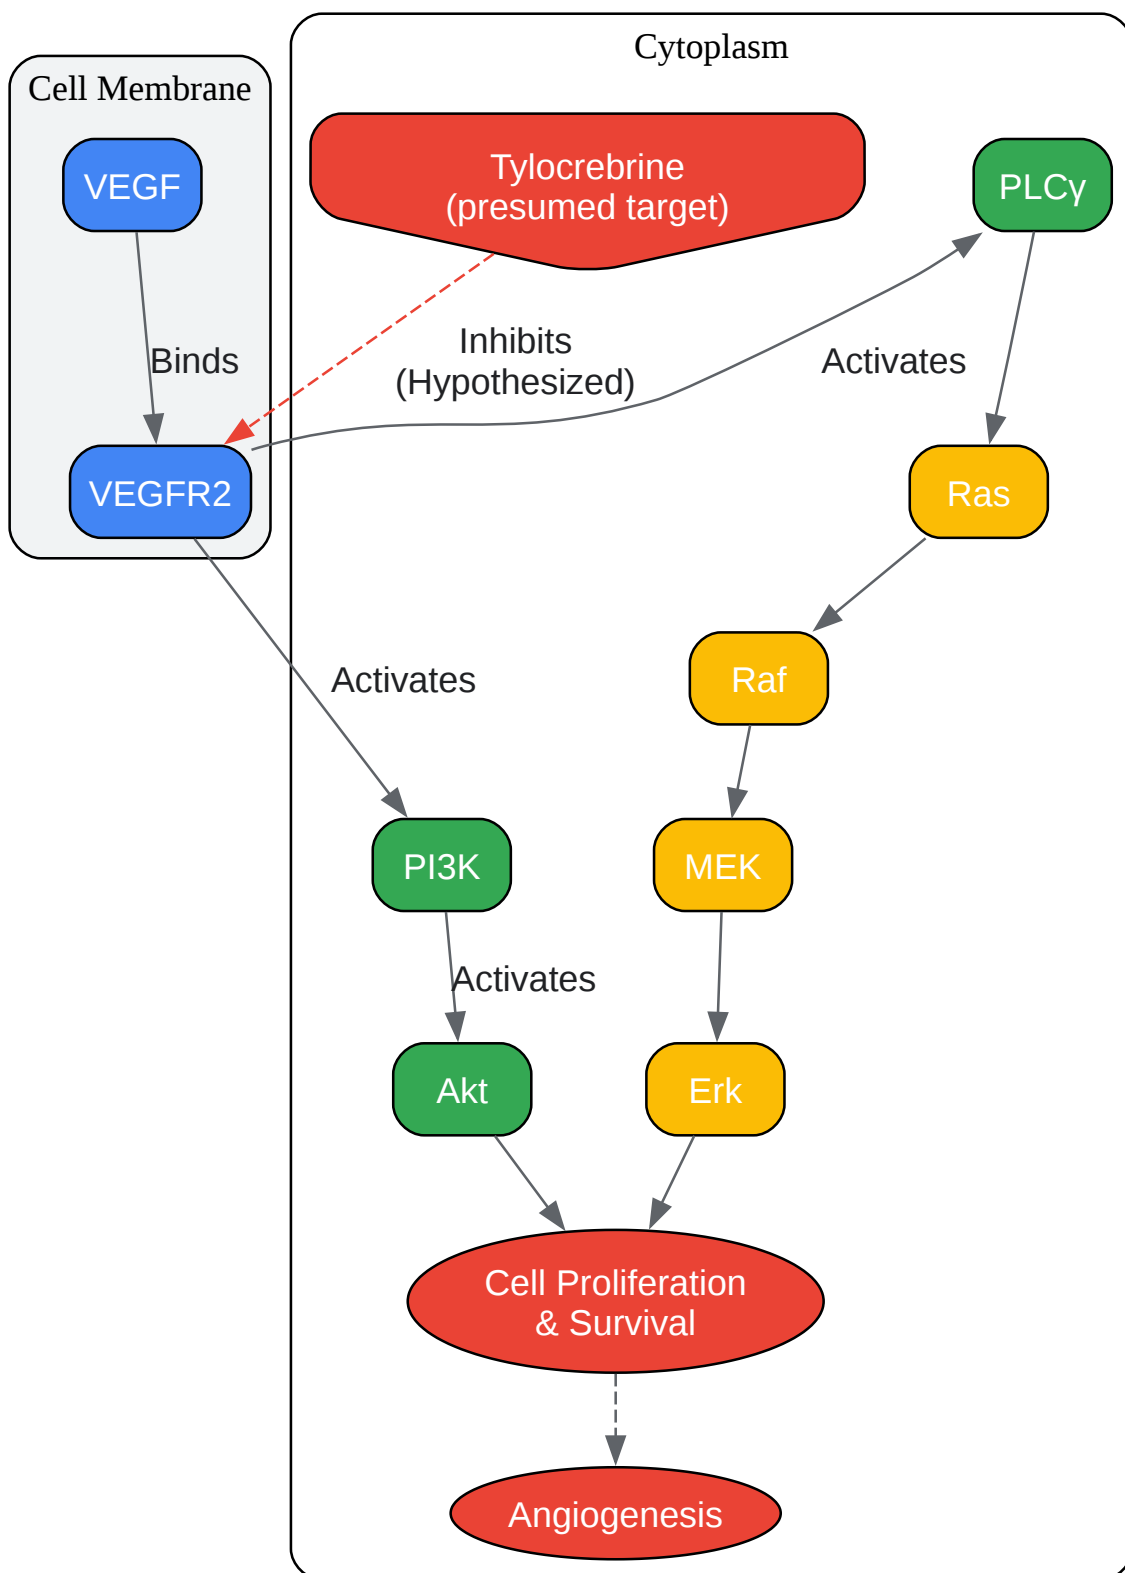 Cytoplasm
Cell Membrane
VEGF
Tylocrebrine
(presumed target)
PLCγ
Binds
Inhibits
(Hypothesized)
Activates
VEGFR2
Ras
Activates
Raf
PI3K
MEK
Activates
Akt
Erk
Cell Proliferation
& Survival
Angiogenesis